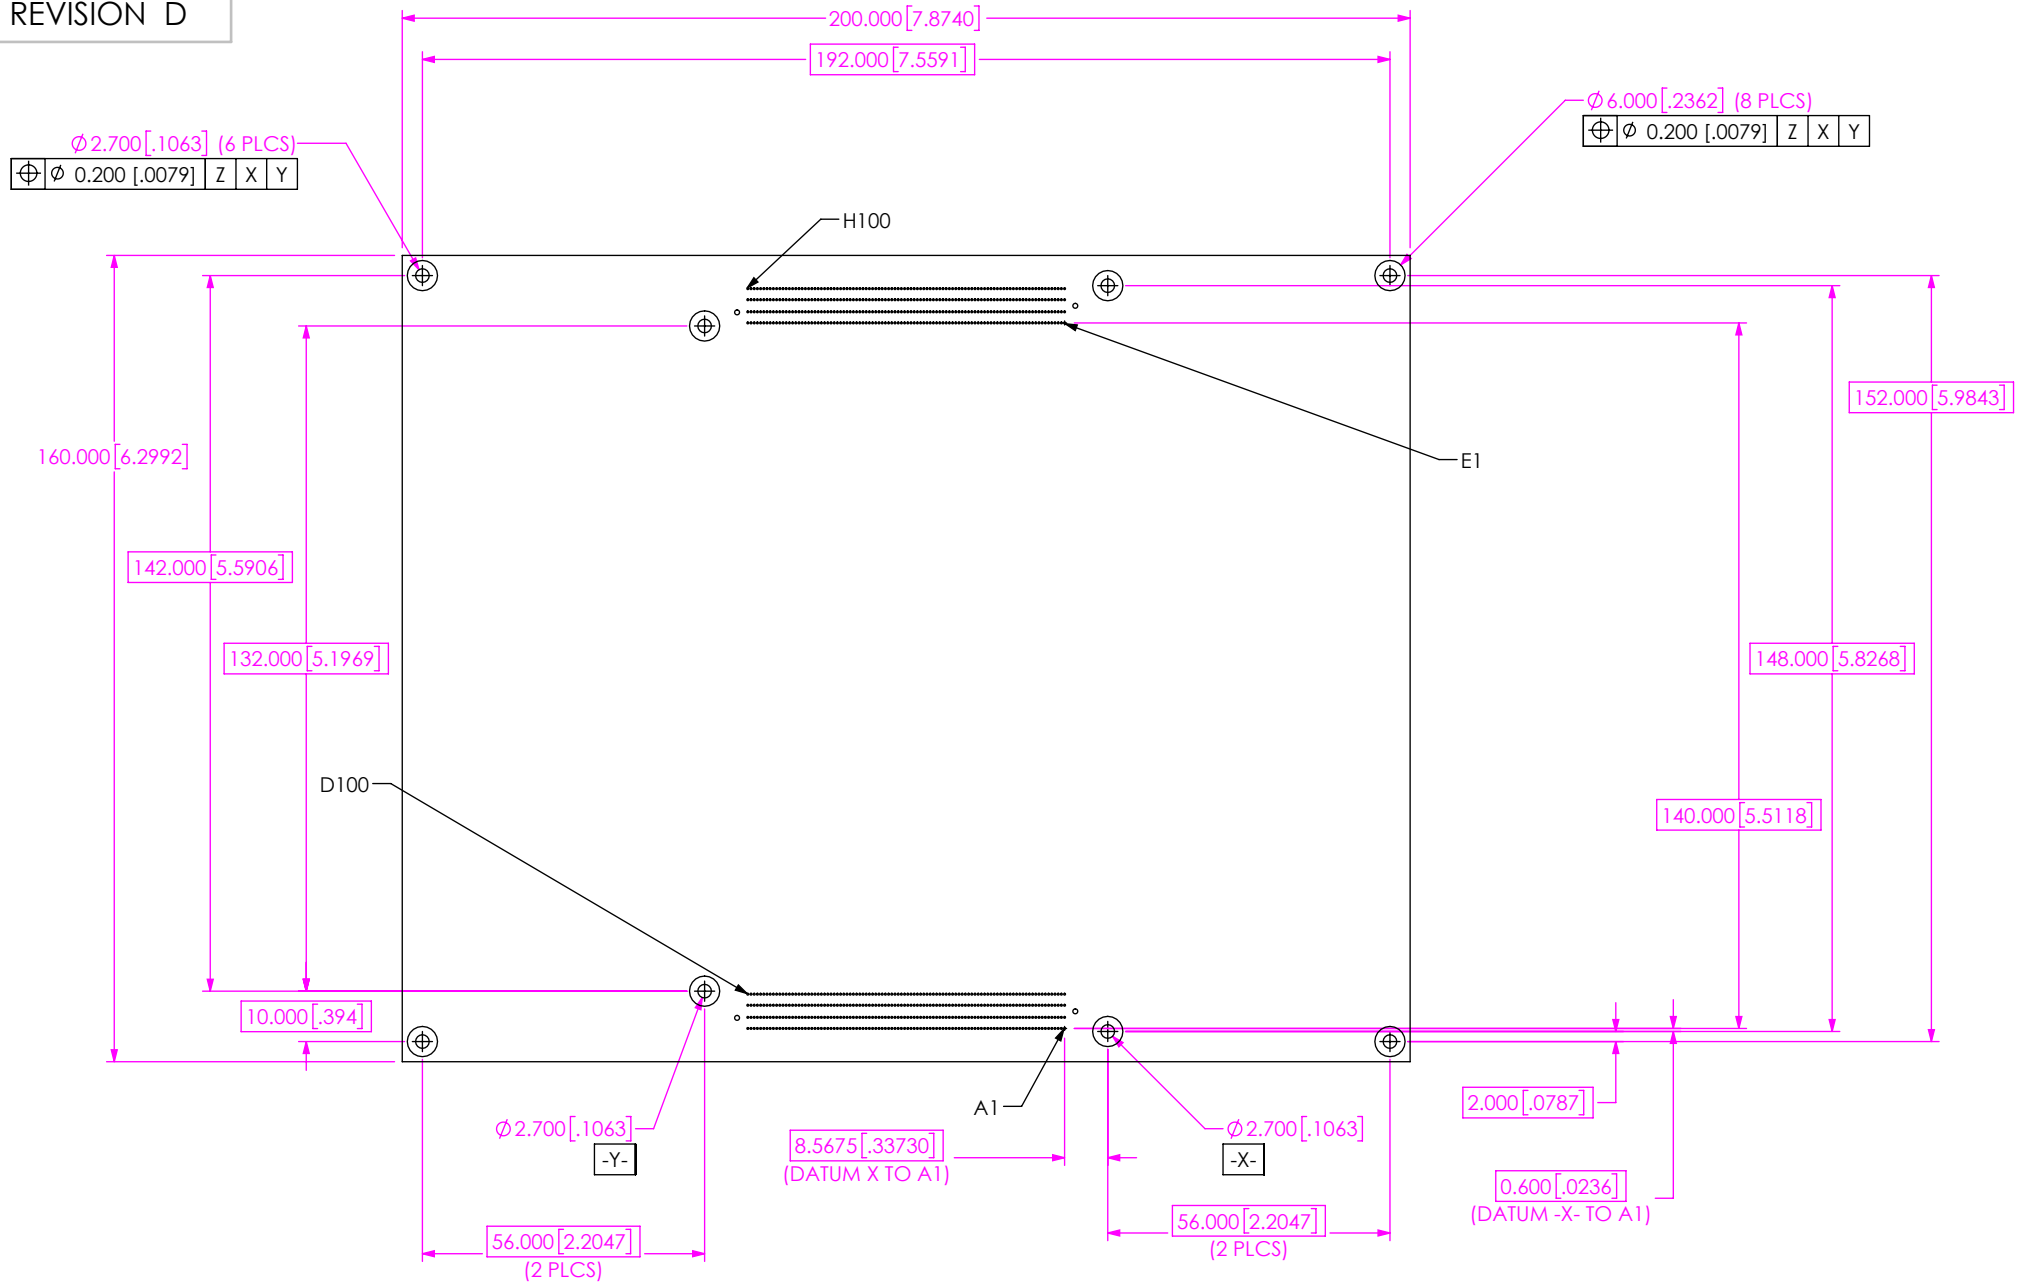 REVISION D
200.000[7.8740]
192.000[7.5591]
Ø6.000[.2362] (8 PLCS)
⌖ Ø 0.200 [.0079] Z X Y
Ø2.700[.1063] (6 PLCS)
⌖ Ø 0.200 [.0079] Z X Y
H100
152.000[5.9843]
160.000[6.2992]
E1
142.000[5.5906]
132.000[5.1969]
148.000[5.8268]
D100
140.000[5.5118]
10.000[.394]
A1
2.000[.0787]
Ø2.700[.1063]
-Y-
8.5675[.33730]
(DATUM X TO A1)
Ø2.700[.1063]
-X-
0.600[.0236]
(DATUM -X- TO A1)
56.000[2.2047]
(2 PLCS)
56.000[2.2047]
(2 PLCS)